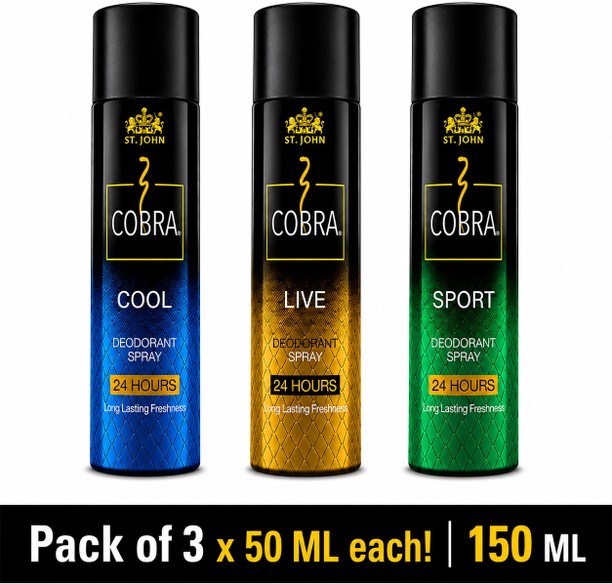 ST. JOHN
COBRA®
COOL
DEODORANT
SPRAY
24 HOURS
Long Lasting Freshness
ST. JOHN
COBRA®
LIVE
DEODORANT
SPRAY
24 HOURS
Long Lasting Freshness
ST. JOHN
COBRA®
SPORT
DEODORANT
SPRAY
24 HOURS
Long Lasting Freshness
Pack of 3 x 50 ML each! | 150 ML